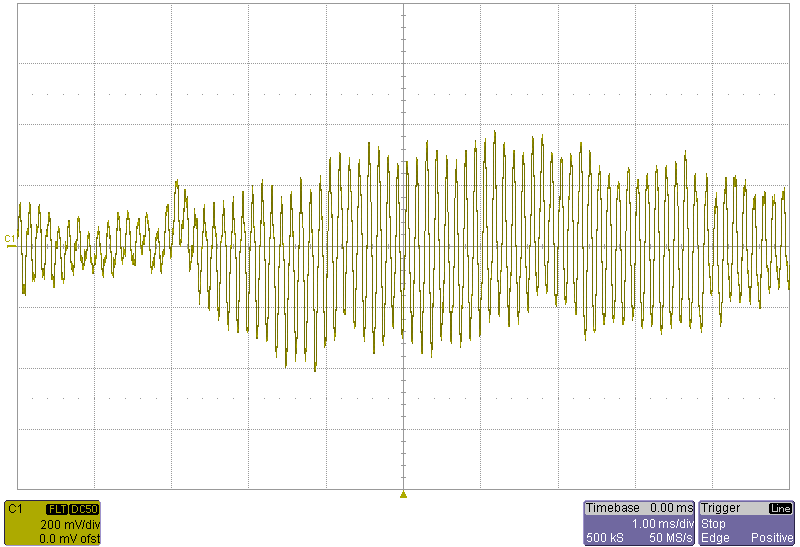 C1
C1 FLT DC50
200 mV/div
0.0 mV ofst
Timebase 0.00 ms
1.00 ms/div
500 kS 50 MS/s
Trigger Line
Stop
Edge Positive